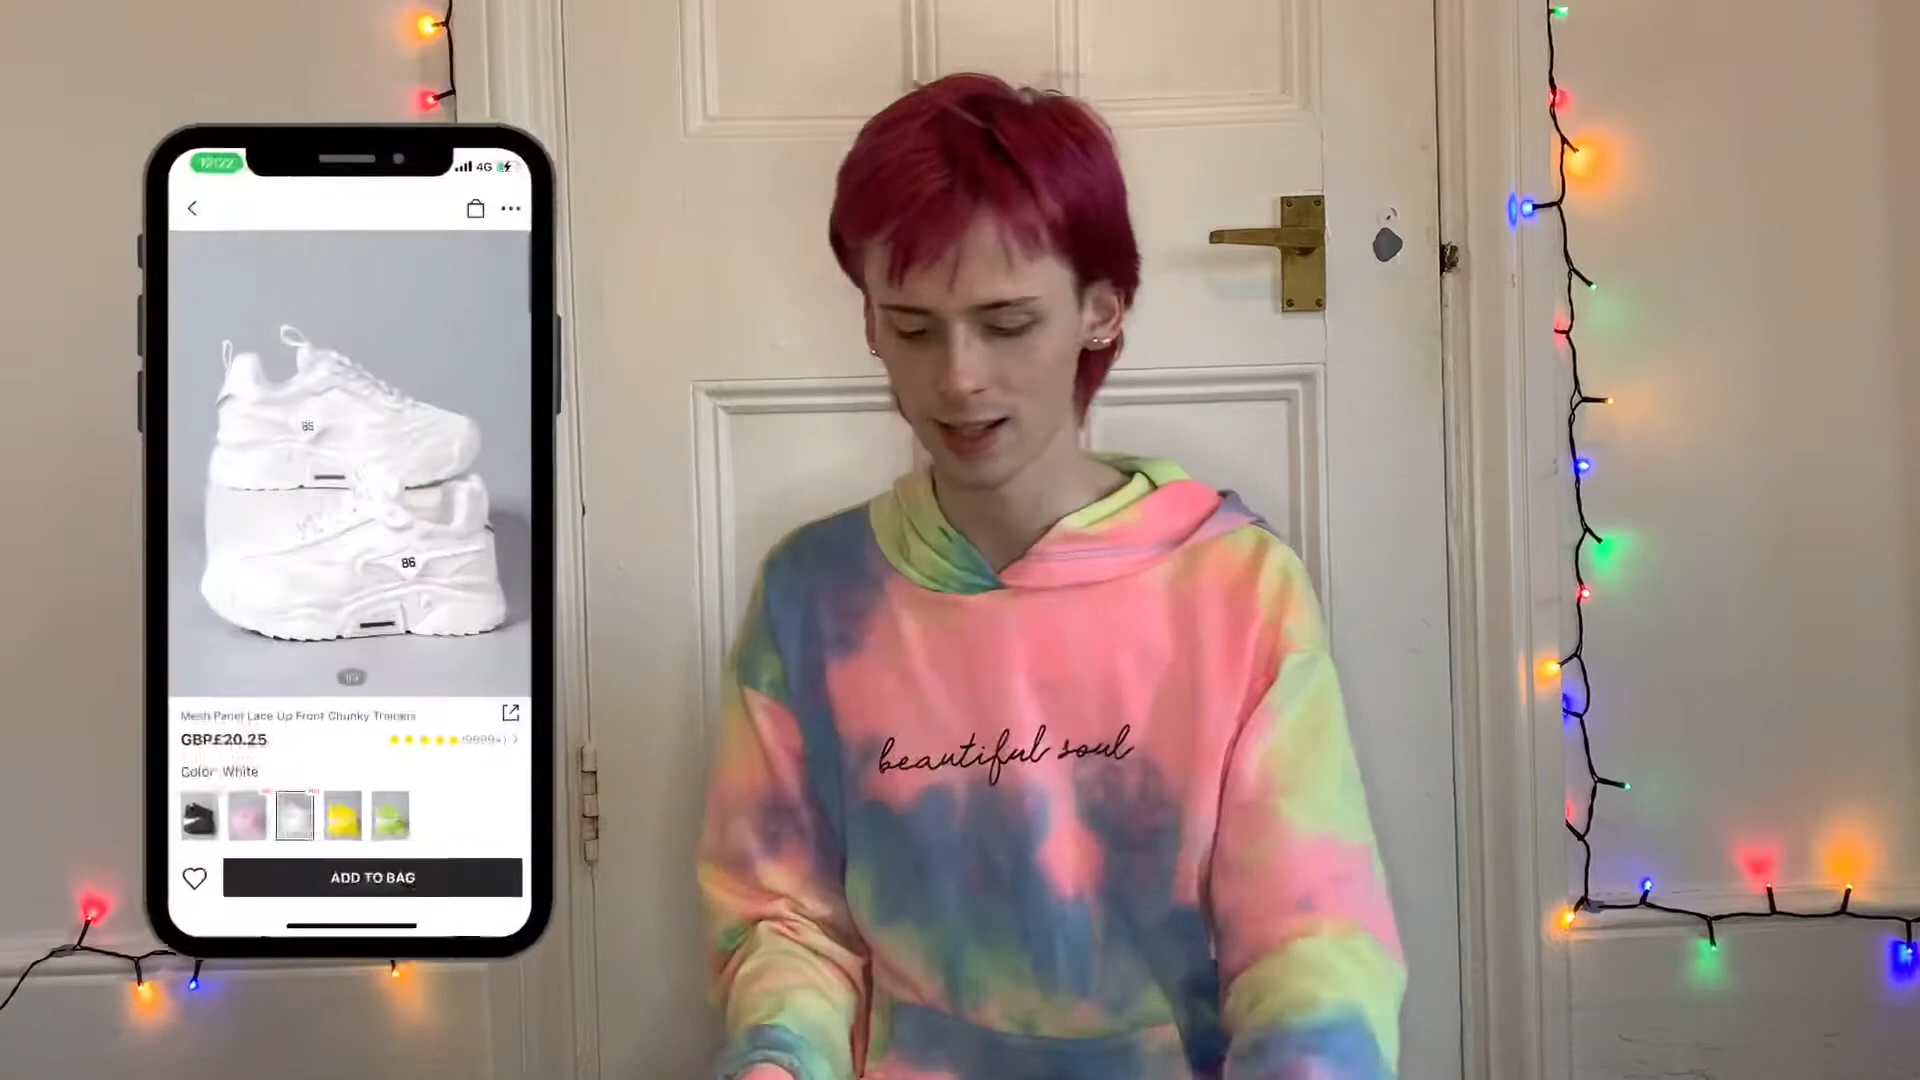 4G
86
86
Mesh Panel Lace Up Front Chunky Trainers
GBP£20.25
(9999+)
Color: White
ADD TO BAG
beautiful soul